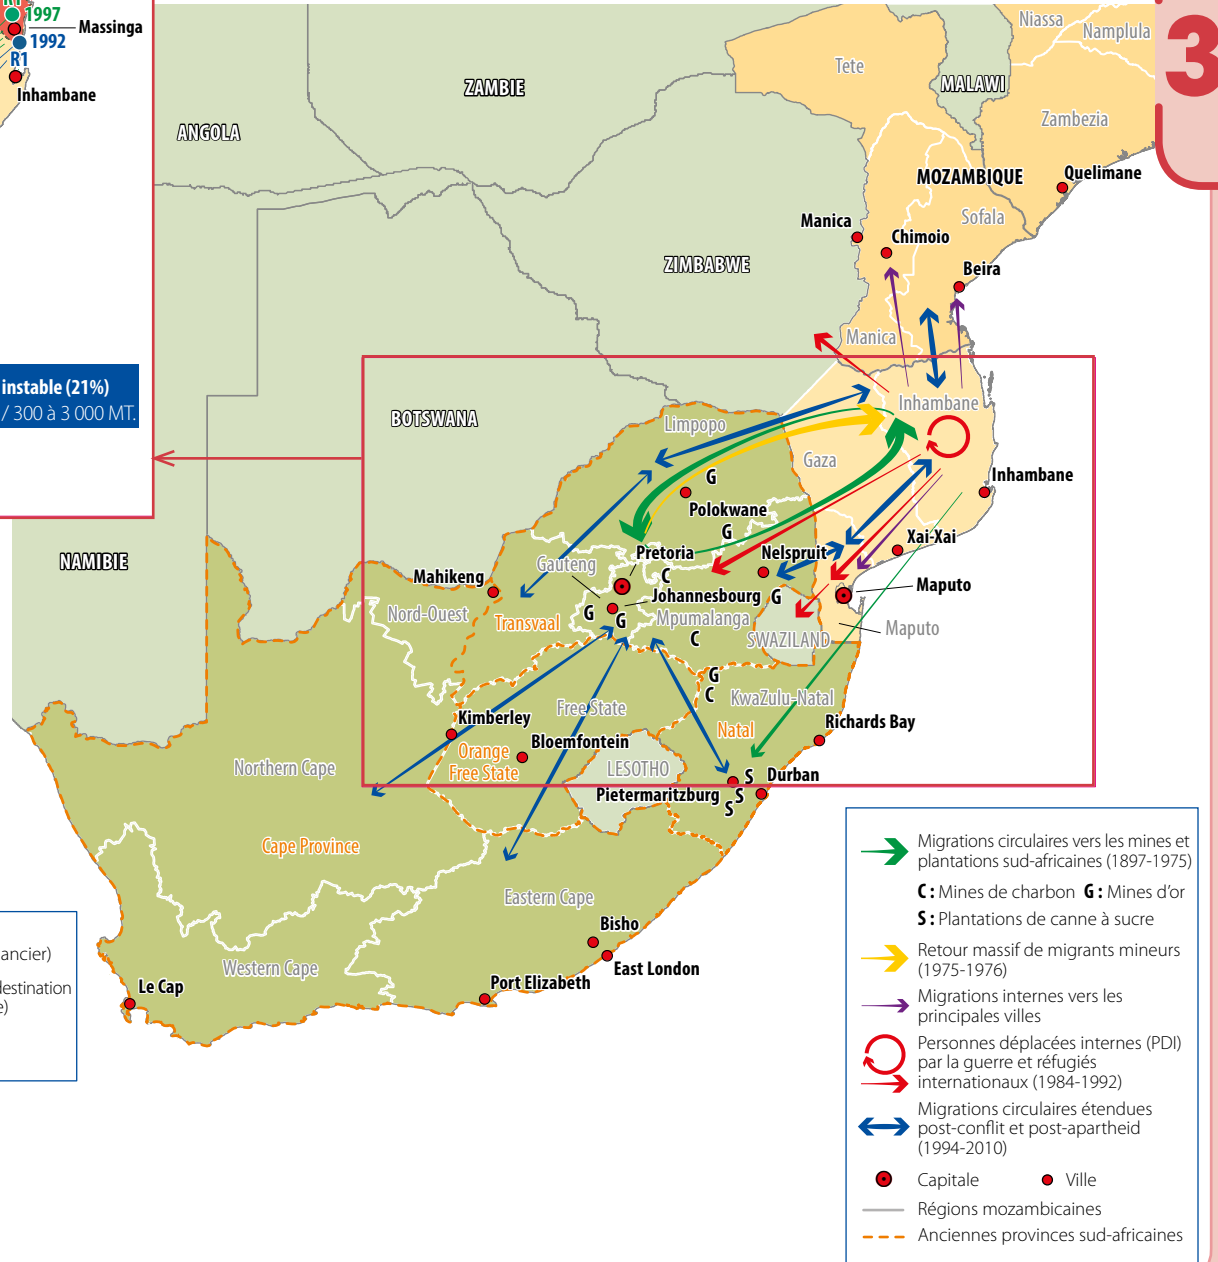 1997
Massinga
1992
R1
Inhambane
instable (21%)
/ 300 à 3 000 MT.
3
Niassa
Namplula
Tete
ZAMBIE
MALAWI
ANGOLA
Zambezia
MOZAMBIQUE
Quelimane
Manica
Sofala
Chimoio
ZIMBABWE
Beira
Manica
Inhambane
BOTSWANA
Limpopo
Gaza
G
Inhambane
Polokwane
G
Xai-Xai
NAMIBIE
Pretoria
Nelspruit
Gauteng
C
Mahikeng
Maputo
Johannesbourg
G
Nord-Ouest
G
G
Transvaal
Mpumalanga
Maputo
C
SWAZILAND
G
C
KwaZulu-Natal
Free State
Kimberley
Natal
Richards Bay
Bloemfontein
Orange
Free State
Northern Cape
LESOTHO
S
Durban
Pietermaritzburg
S
S
Cape Province
Eastern Cape
Bisho
East London
Western Cape
Port Elizabeth
Le Cap
ancier)
destination
e)
Migrations circulaires vers les mines et
plantations sud-africaines (1897-1975)
C : Mines de charbon G : Mines d'or
S : Plantations de canne à sucre
Retour massif de migrants mineurs
(1975-1976)
Migrations internes vers les
principales villes
Personnes déplacées internes (PDI)
par la guerre et réfugiés
internationaux (1984-1992)
Migrations circulaires étendues
post-conflit et post-apartheid
(1994-2010)
Capitale
Ville
Régions mozambicaines
Anciennes provinces sud-africaines